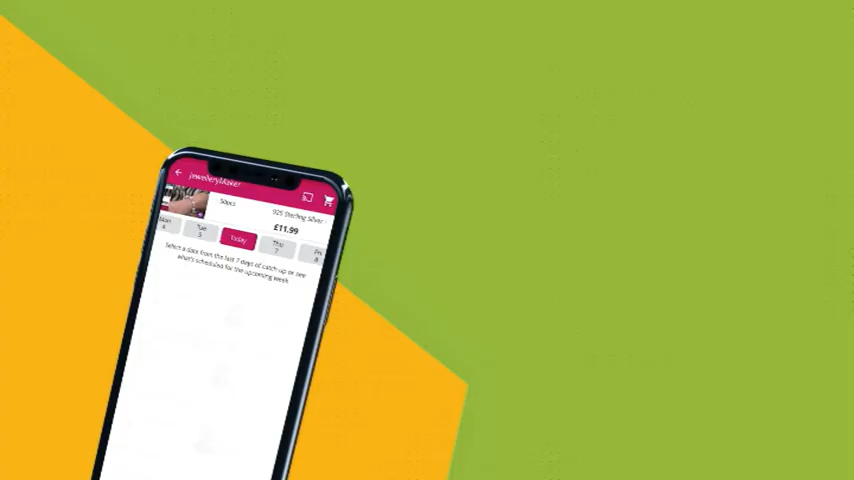 JewelleryMaker
50pcs
925 Sterling Silver
£11.99
Mon Tue Today Thu Fri
4 5 7 8
Select a date from the last 7 days of catch up or see
what's scheduled for the upcoming week